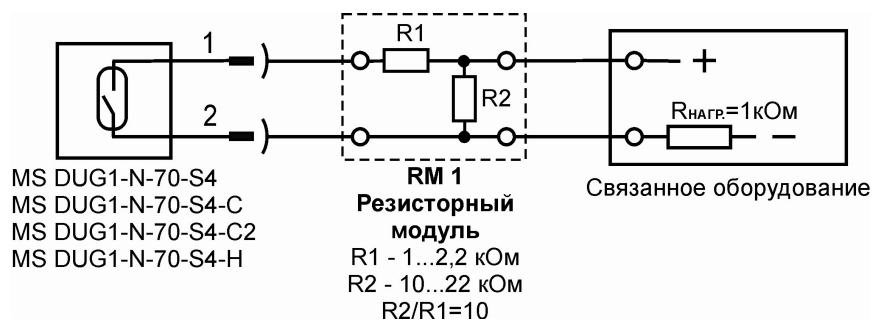 1
2
R1
R2
+
RНАГР.=1кОм
MS DUG1-N-70-S4
MS DUG1-N-70-S4-C
MS DUG1-N-70-S4-C2
MS DUG1-N-70-S4-H
RM 1
Резисторный
модуль
R1 - 1...2,2 кОм
R2 - 10...22 кОм
R2/R1=10
Связанное оборудование